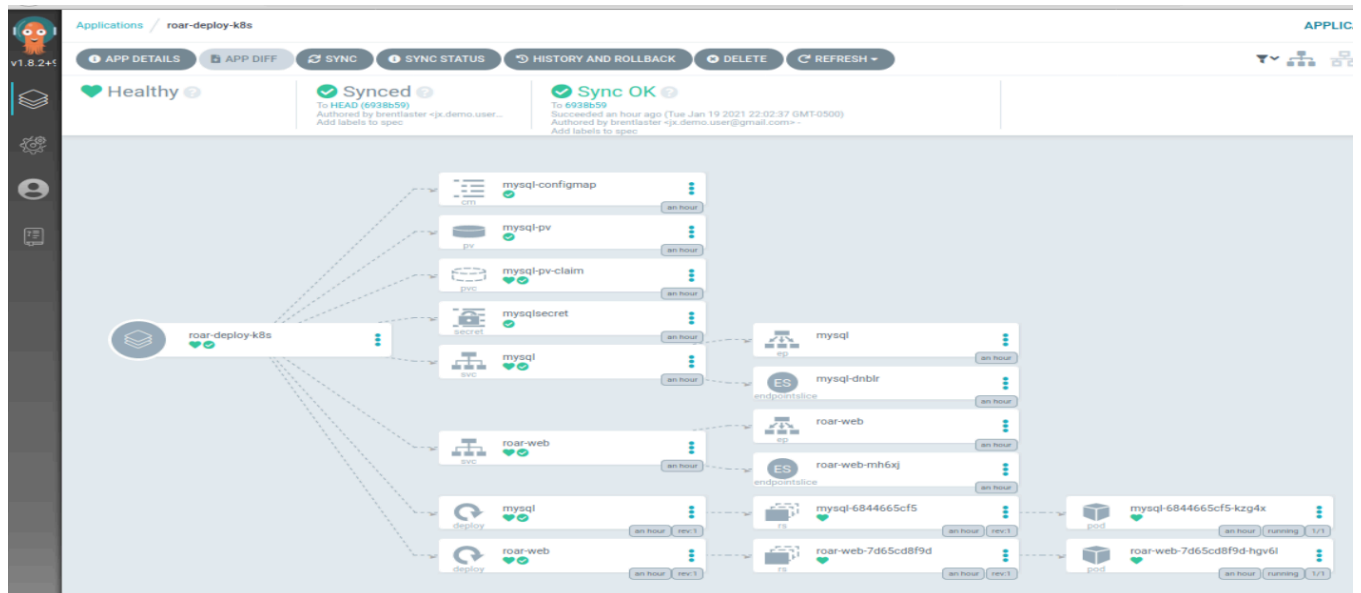 Applications / roar-deploy-k8s
APPLICA
v1.8.2+9
APP DETAILS
APP DIFF
SYNC
SYNC STATUS
HISTORY AND ROLLBACK
DELETE
REFRESH
Healthy
Synced
To HEAD (6938b59)
Authored by brentlaster <jx.demo.user...
Add labels to spec
Sync OK
To 6938b59
Succeeded an hour ago (Tue Jan 19 2021 22:02:37 GMT-0500)
Authored by brentlaster <jx.demo.user@gmail.com> -
Add labels to spec
roar-deploy-k8s
mysql-configmap
cm
an hour
mysql-pv
pv
an hour
mysql-pv-claim
pvc
an hour
mysqlsecret
secret
an hour
mysql
svc
an hour
mysql
ep
an hour
mysql-dnblr
ES
endpointslice
an hour
roar-web
svc
an hour
roar-web
ep
an hour
roar-web-mh6xj
ES
endpointslice
an hour
mysql
deploy
an hour rev:1
mysql-6844665cf5
rs
an hour rev:1
mysql-6844665cf5-kzg4x
pod
an hour running 1/1
roar-web
deploy
an hour rev:1
roar-web-7d65cd8f9d
rs
an hour rev:1
roar-web-7d65cd8f9d-hgv6l
pod
an hour running 1/1